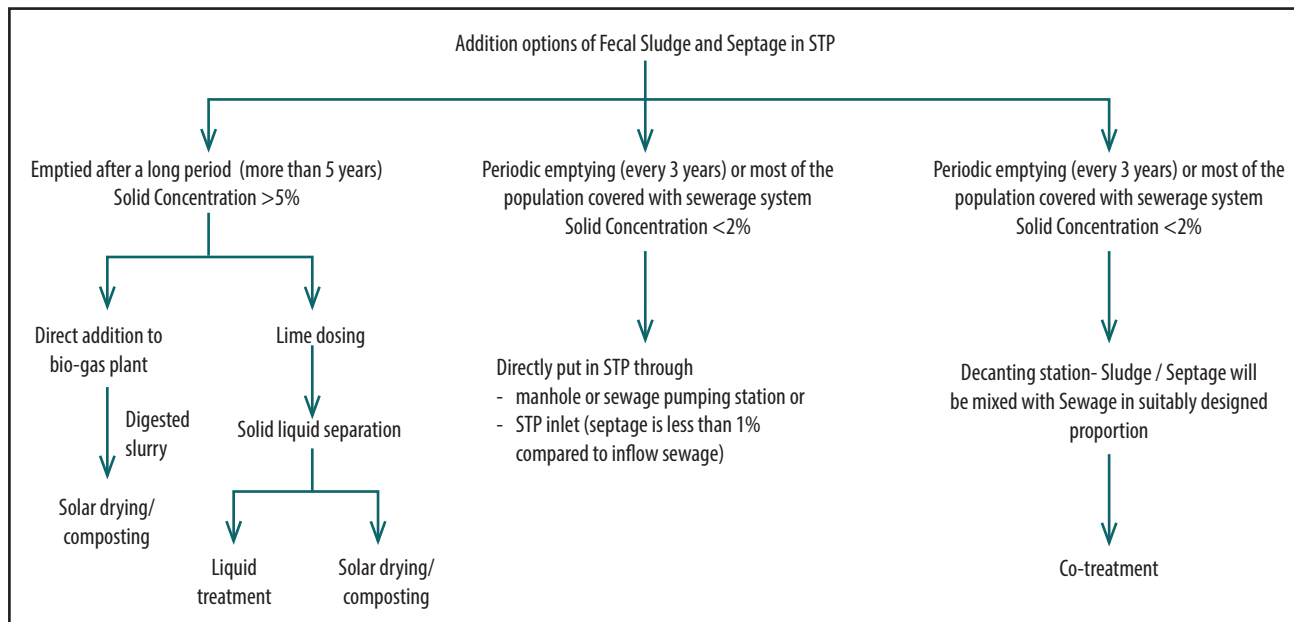 Addition options of Fecal Sludge and Septage in STP
Emptied after a long period (more than 5 years)
Solid Concentration >5%
Periodic emptying (every 3 years) or most of the
population covered with sewerage system
Solid Concentration <2%
Periodic emptying (every 3 years) or most of the
population covered with sewerage system
Solid Concentration <2%
Direct addition to
bio-gas plant
Lime dosing
Digested
slurry
Solid liquid separation
Solar drying/
composting
Liquid
treatment
Solar drying/
composting
Directly put in STP through
- manhole or sewage pumping station or
- STP inlet (septage is less than 1%
compared to inflow sewage)
Decanting station- Sludge / Septage will
be mixed with Sewage in suitably designed
proportion
Co-treatment